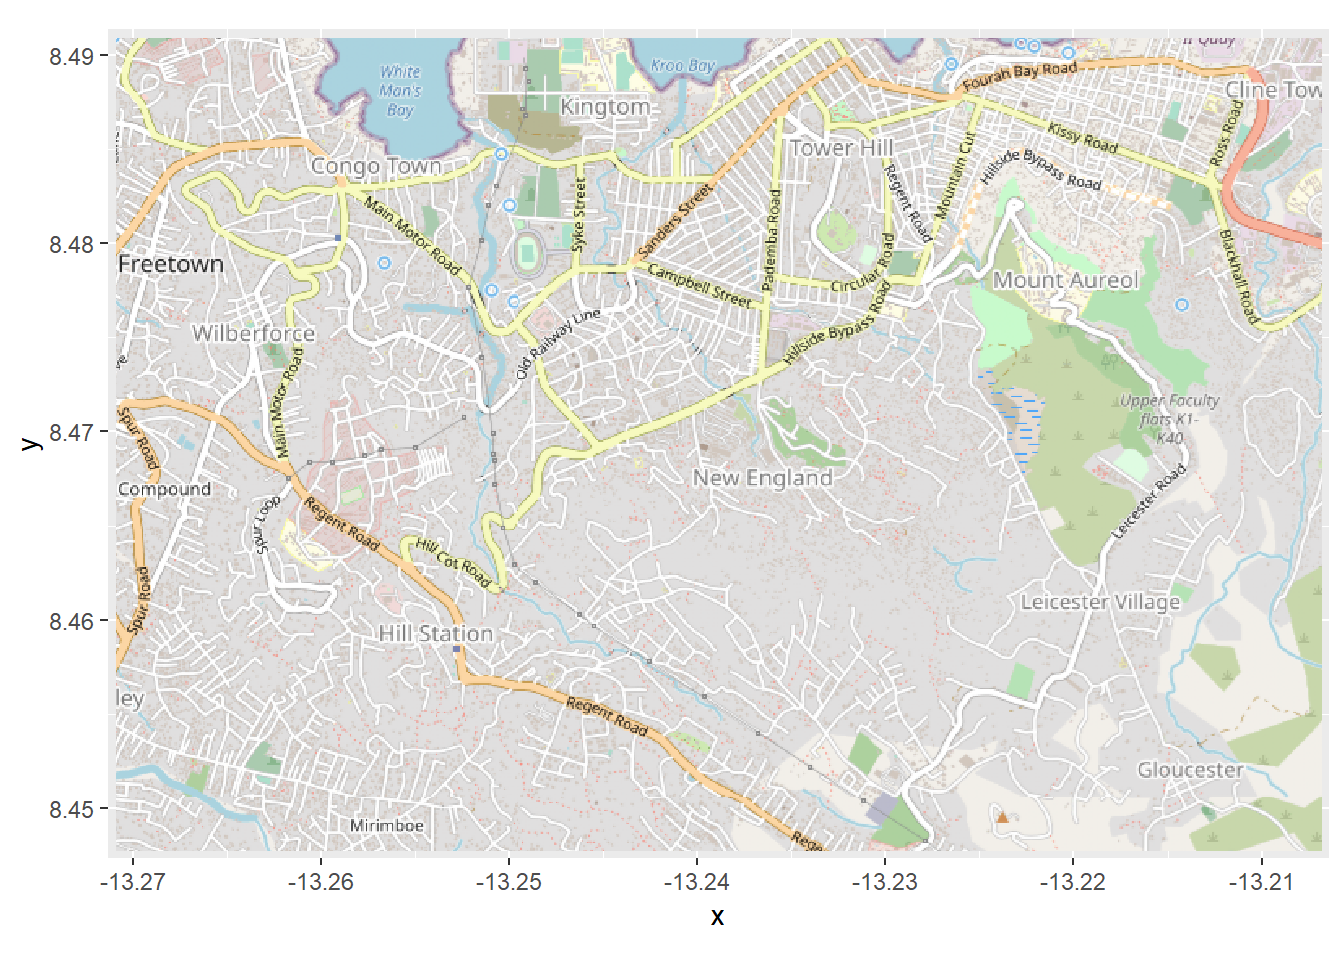 8.49
8.48
8.47
8.46
8.45
y
White
Man's
Bay
Kroo Bay
Quay
Fourah Bay Road
Cline Tow
Kingtom
Kissy Road
Ross Road
Tower Hill
Congo Town
Mountain Cut
Hillside Bypass Road
Regent Road
Main Motor Road
Syke Street
Sanders Street
Pademba Road
Freetown
Campbell Street
Circular Road
Mount Aureol
Blackhall Road
Wilberforce
Old Railway Line
Hillside Bypass Road
Main Motor Road
Upper Faculty
flats K1-
K40
Spur Road
Compound
New England
Spur Loop
Regent Road
Leicester Road
Hill Cot Road
Spur Road
Leicester Village
Hill Station
ley
Regent Road
Gloucester
Mirimboe
Rege
-13.27
-13.26
-13.25
-13.24
-13.23
-13.22
-13.21
x